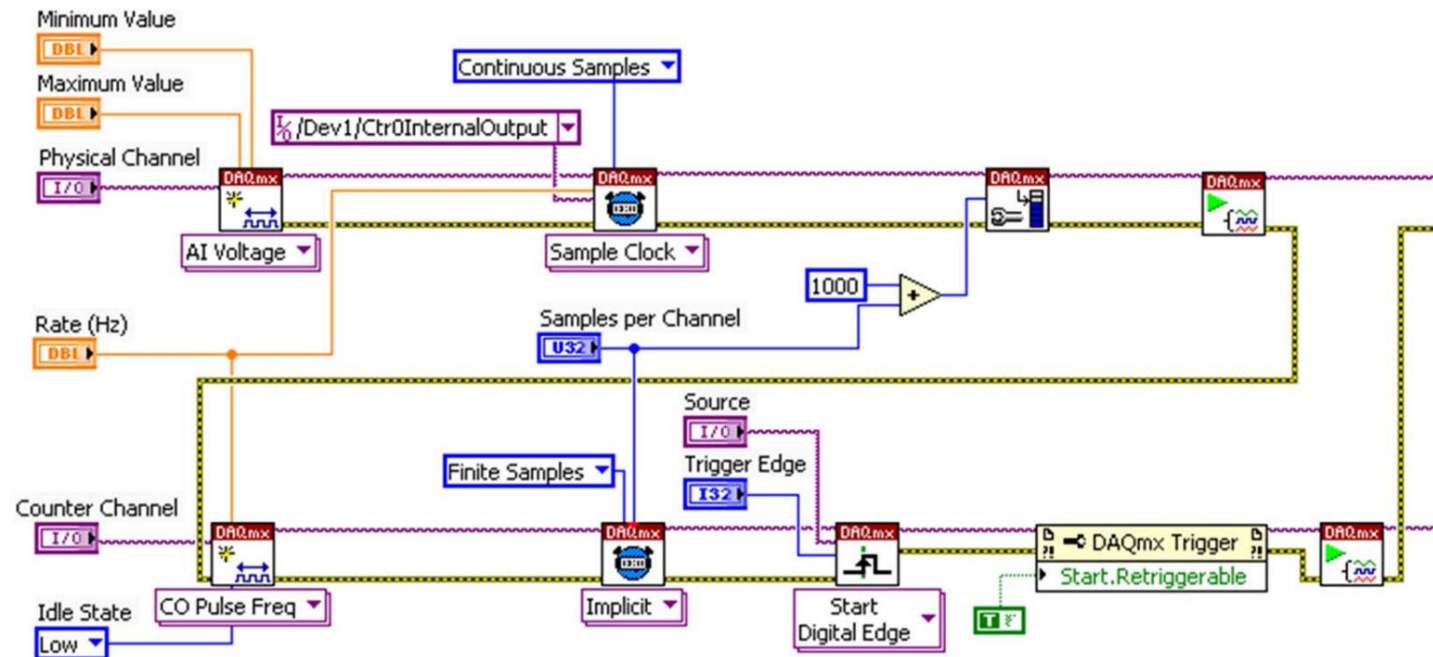 Minimum Value
DBL
Maximum Value
DBL
Continuous Samples
I/O /Dev1/Ctr0InternalOutput
Physical Channel
I/O
DAQmx
DAQmx
DAQmx
DAQmx
AI Voltage
Sample Clock
1000
+
Rate (Hz)
DBL
Samples per Channel
U32
Source
I/O
Finite Samples
Trigger Edge
I32
Counter Channel
I/O
DAQmx
DAQmx
DAQmx
DAQmx Trigger
DAQmx
Start.Retriggerable
CO Pulse Freq
Implicit
Start
Digital Edge
T
Idle State
Low